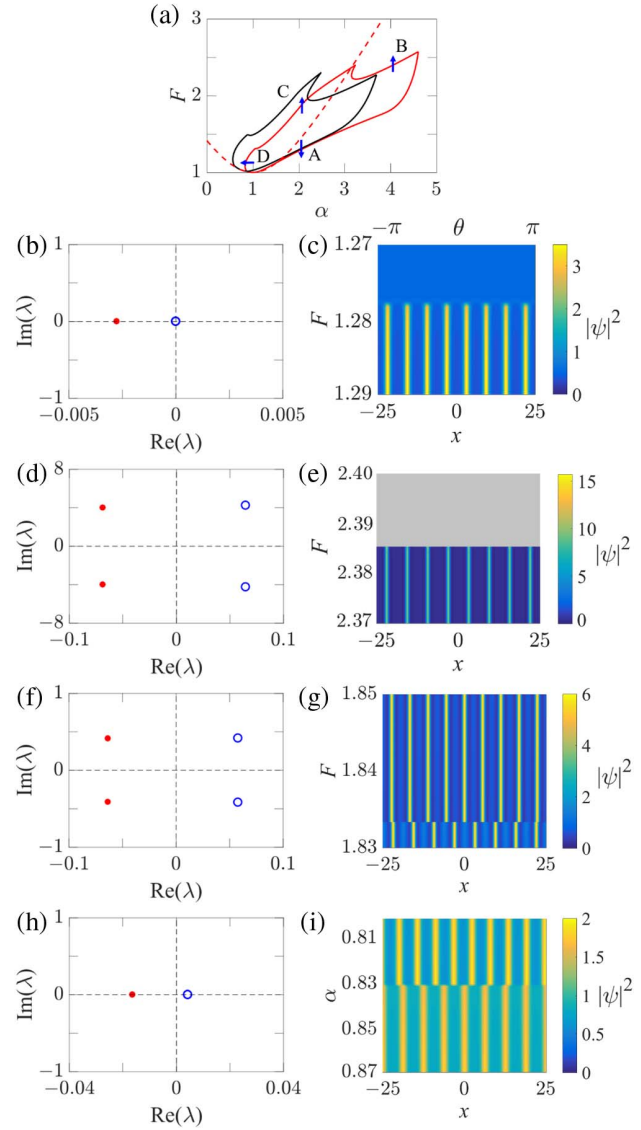 (a)
F
3
2
1
A
B
C
D
0 1 2 3 4 5
α
(b)
Im(λ)
1
0
-1
-0.005 0 0.005
Re(λ)
(c)
-π θ π
F
1.27
1.28
1.29
-25 0 25
x
3
2
1
0
|ψ|²
(d)
Im(λ)
8
0
-8
-0.1 0 0.1
Re(λ)
(e)
F
2.40
2.39
2.38
2.37
-25 0 25
x
15
10
5
0
|ψ|²
(f)
Im(λ)
1
0
-1
-0.1 0 0.1
Re(λ)
(g)
F
1.85
1.84
1.83
-25 0 25
x
6
4
2
0
|ψ|²
(h)
Im(λ)
1
0
-1
-0.04 0 0.04
Re(λ)
(i)
α
0.81
0.83
0.85
0.87
-25 0 25
x
2
1.5
1
0.5
0
|ψ|²